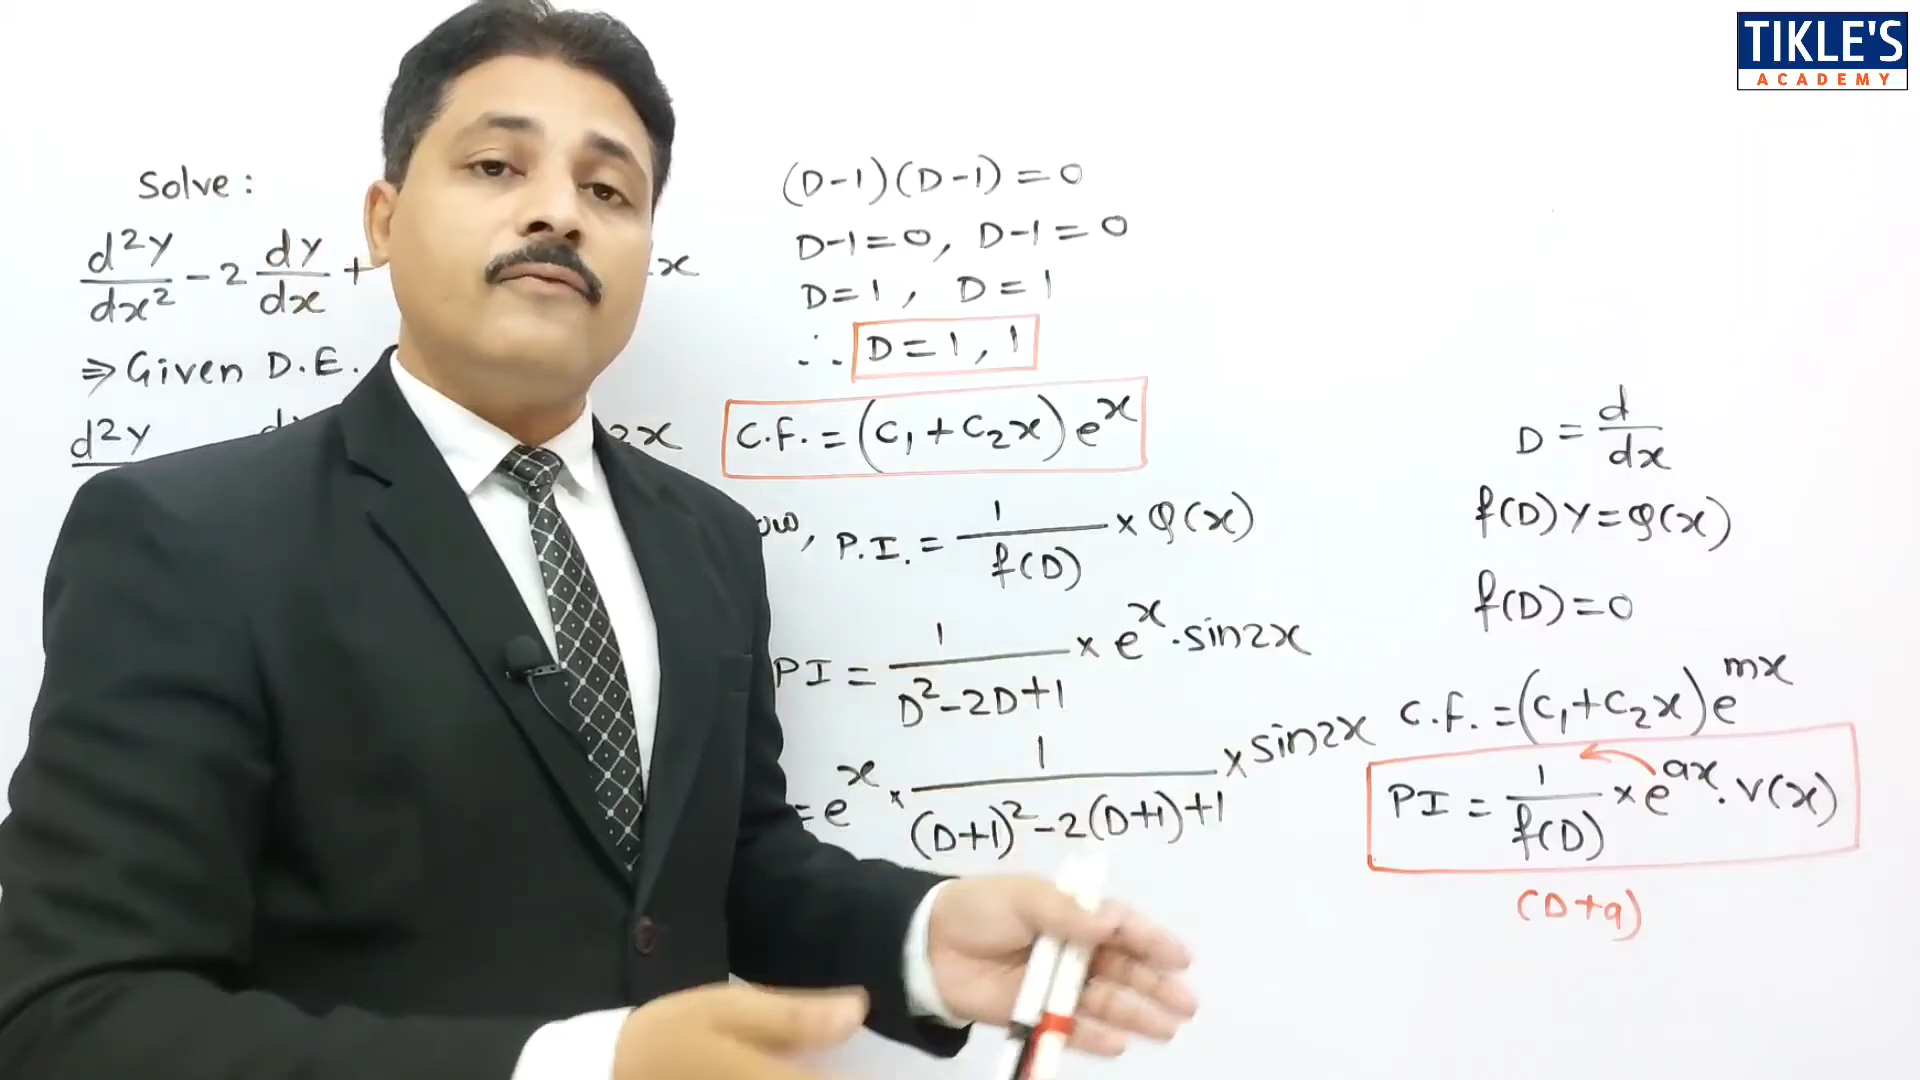 TIKLE'S
ACADEMY
Solve:
d²y/dx² - 2 dy/dx +
x
⇒ Given D.E.
d²y
2x
(D-1)(D-1) = 0
D-1=0, D-1=0
D=1, D=1
∴ D=1, 1
C.F. = (C₁+C₂x)e^x
, P.I. = 1/f(D) × Q(x)
PI = 1/(D²-2D+1) × e^x · sin2x
= e^x × 1/((D+1)²-2(D+1)+1) × sin2x
D = d/dx
f(D)y=Q(x)
f(D)=0
C.F. = (C₁+C₂x)e^mx
PI = 1/f(D) × e^ax · V(x)
(D+a)